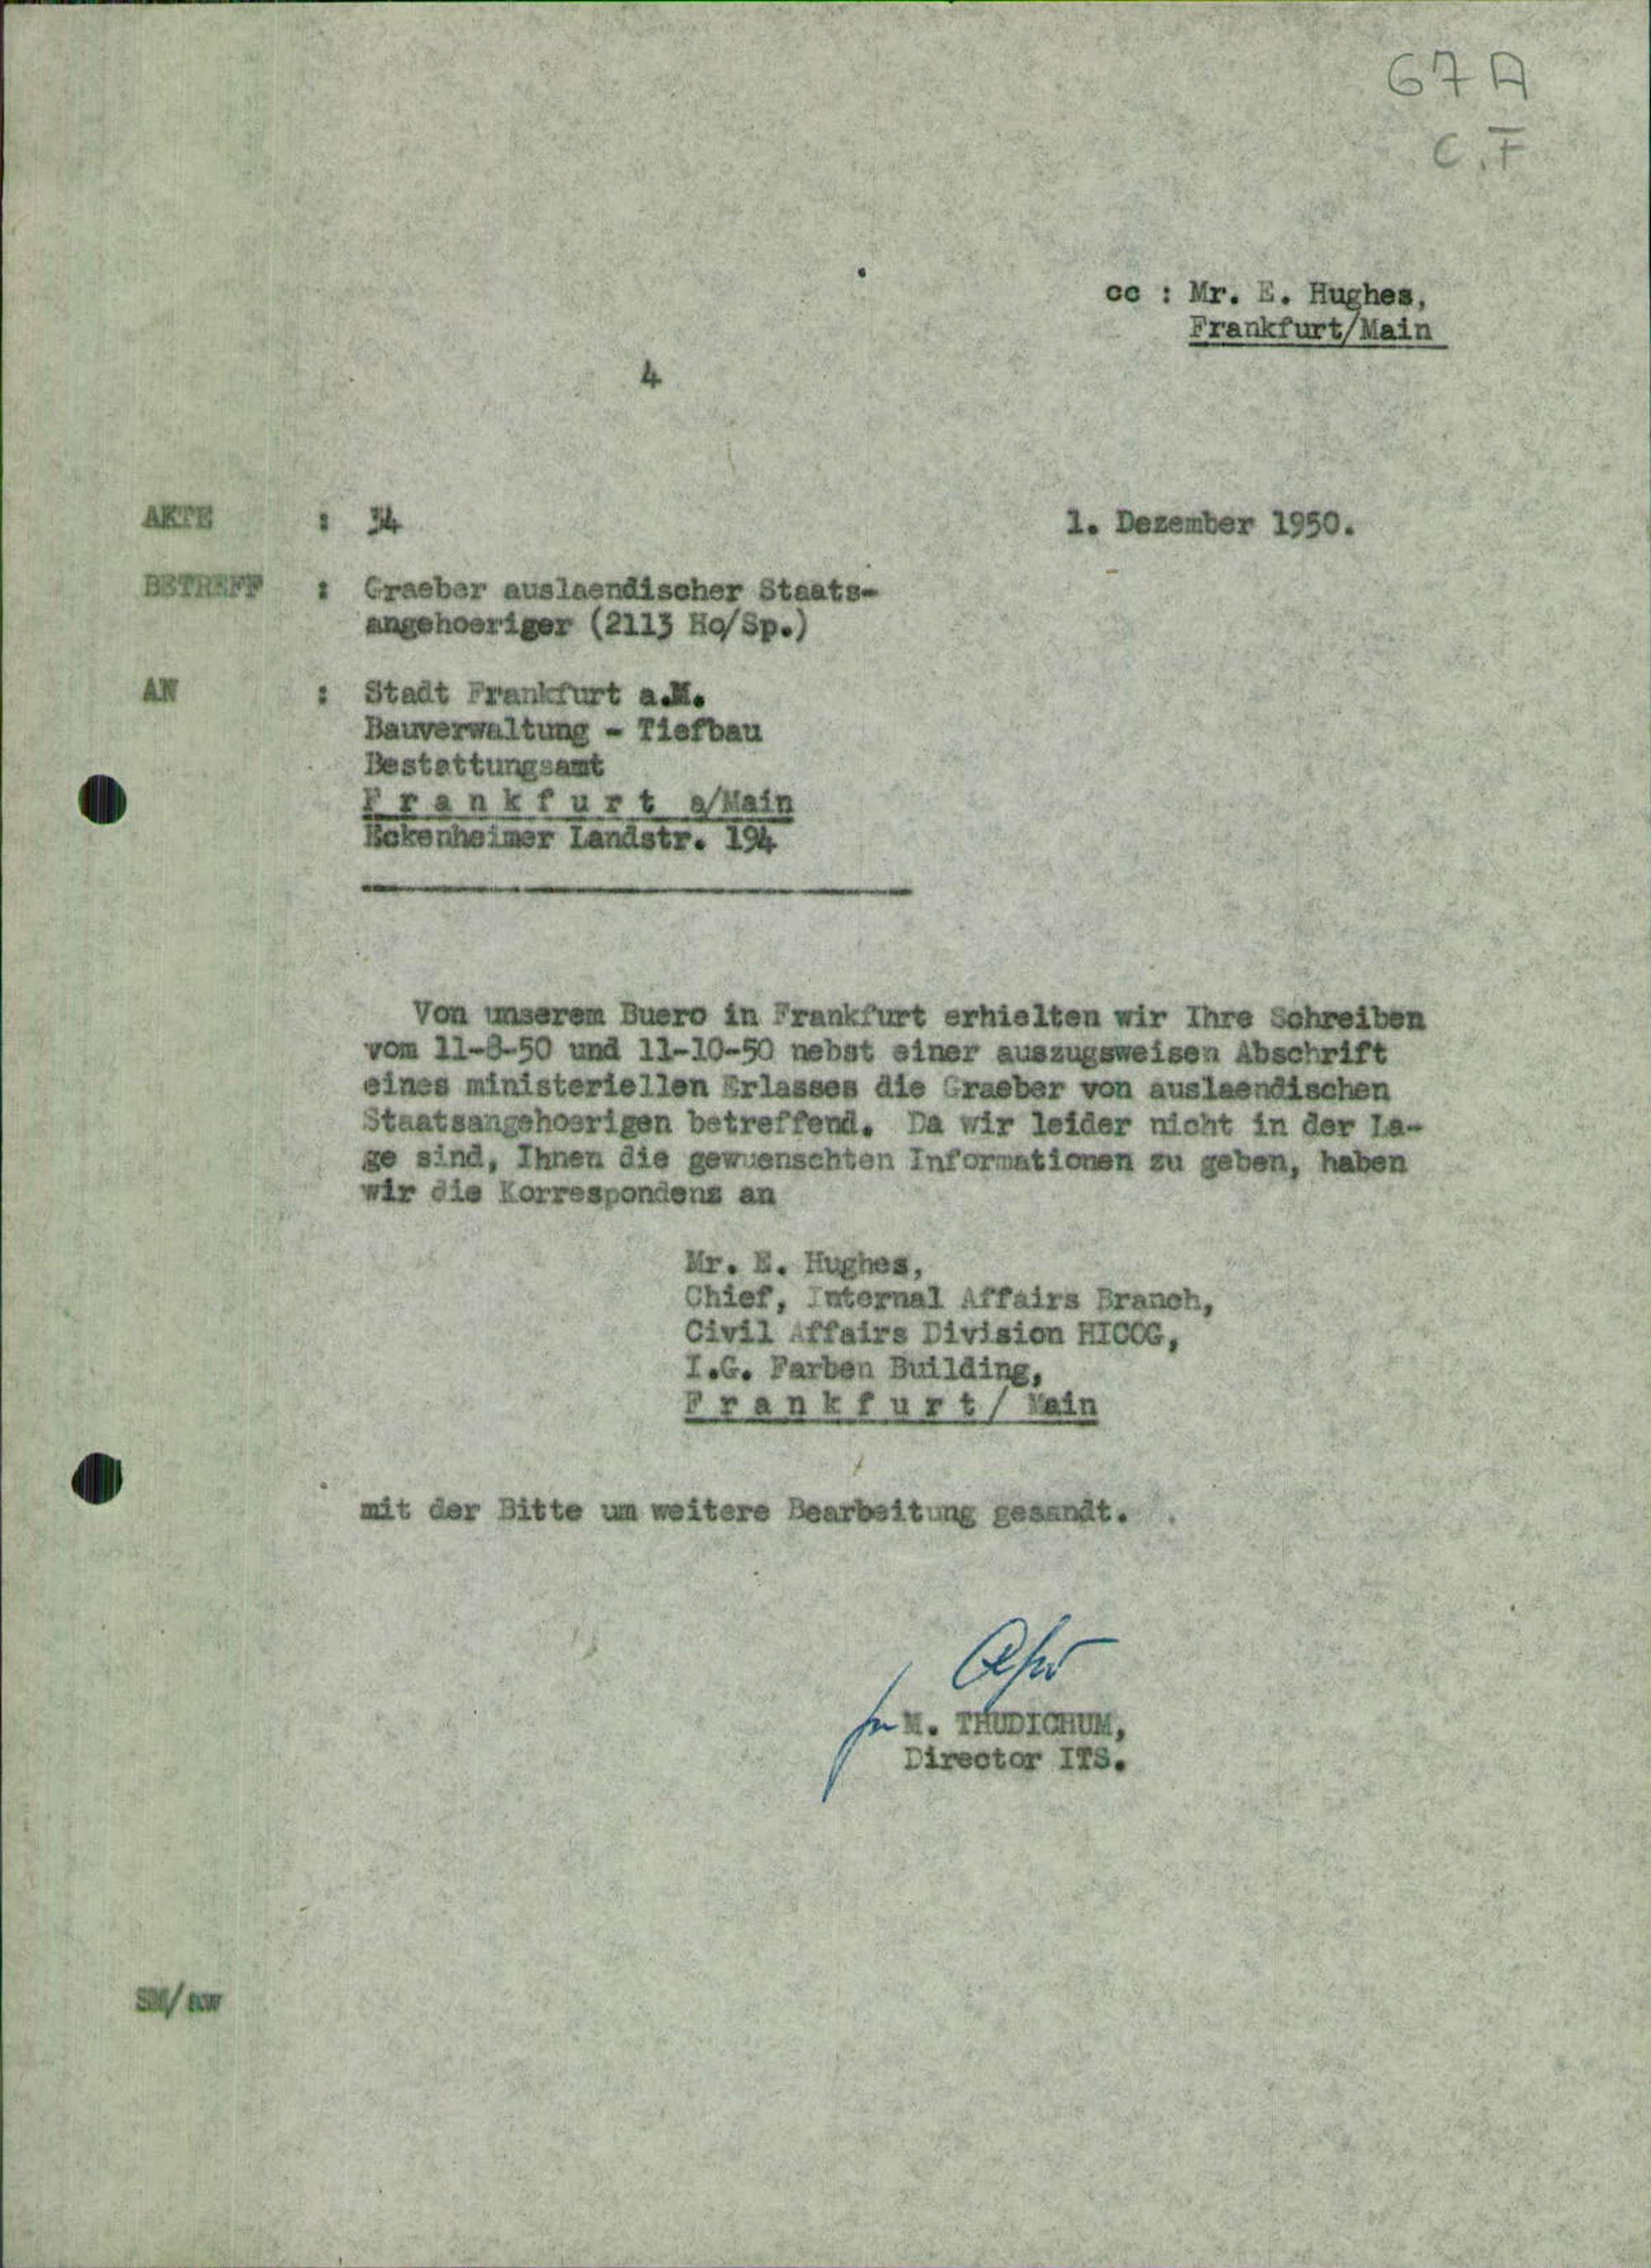 67A
C.F
cc : Mr. E. Hughes,
Frankfurt/Main
4
AKTE : 34
1. Dezember 1950.
BETREFF : Graeber auslaendischer Staats-
angehoeriger (2113 Ho/Sp.)
AN : Stadt Frankfurt a.M.
Bauverwaltung - Tiefbau
Bestattungsamt
F r a n k f u r t a/Main
Eckenheimer Landstr. 194
Von unserem Buero in Frankfurt erhielten wir Ihre Schreiben
vom 11-8-50 und 11-10-50 nebst einer auszugsweisen Abschrift
eines ministeriellen Erlasses die Graeber von auslaendischen
Staatsangehoerigen betreffend. Da wir leider nicht in der La-
ge sind, Ihnen die gewuenschten Informationen zu geben, haben
wir die Korrespondenz an
Mr. E. Hughes,
Chief, Internal Affairs Branch,
Civil Affairs Division HICOG,
I.G. Farben Building,
F r a n k f u r t / Main
mit der Bitte um weitere Bearbeitung gesandt.
for M. THUDICHUM,
Director ITS.